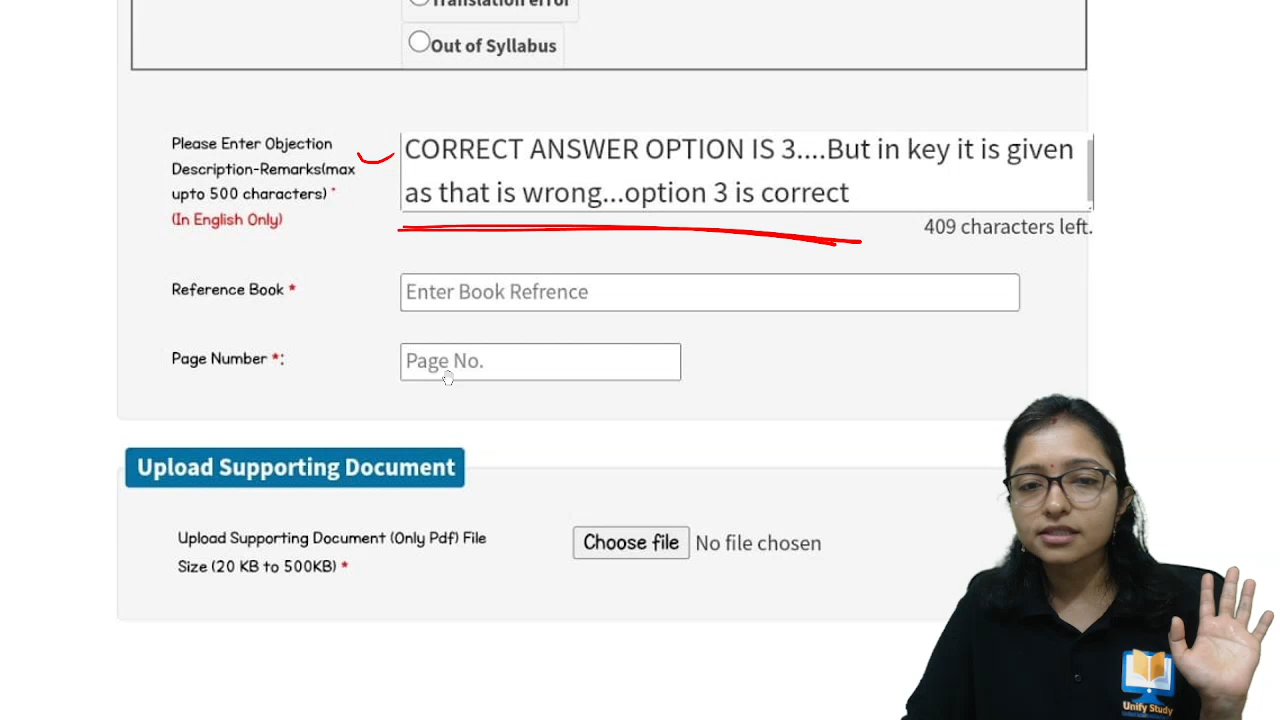 Translation error
Out of Syllabus
Please Enter Objection
Description-Remarks(max
upto 500 characters) *
(In English Only)
CORRECT ANSWER OPTION IS 3....But in key it is given
as that is wrong...option 3 is correct
409 characters left.
Reference Book *
Enter Book Refrence
Page Number *:
Page No.
Upload Supporting Document
Upload Supporting Document (Only Pdf) File
Size (20 KB to 500KB) *
Choose file No file chosen
Unify Study